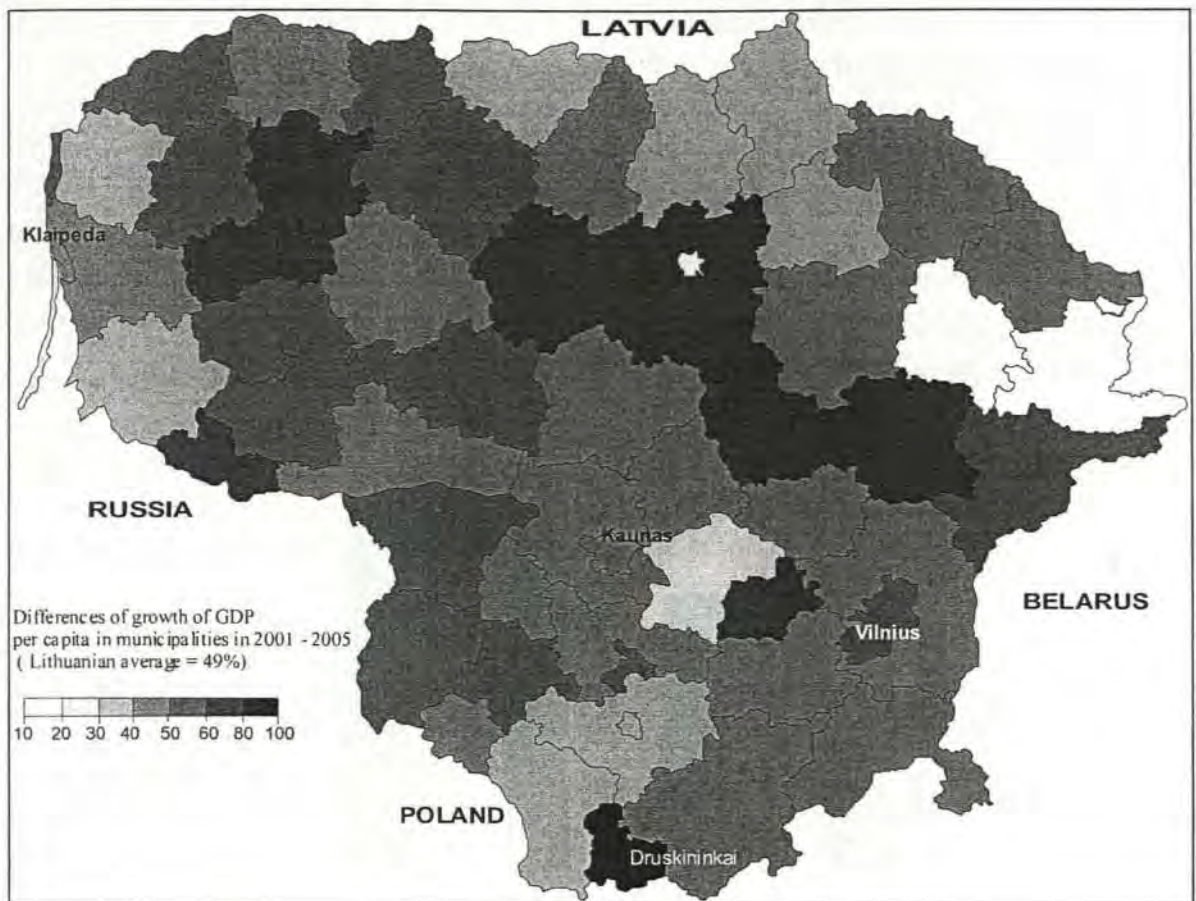 LATVIA
Klaipeda
RUSSIA
Kaunas
BELARUS
Vilnius
Differences of growth of GDP
per capita in municipalities in 2001 - 2005
( Lithuanian average = 49%)
10 20 30 40 50 60 80 100
POLAND
Druskininkai